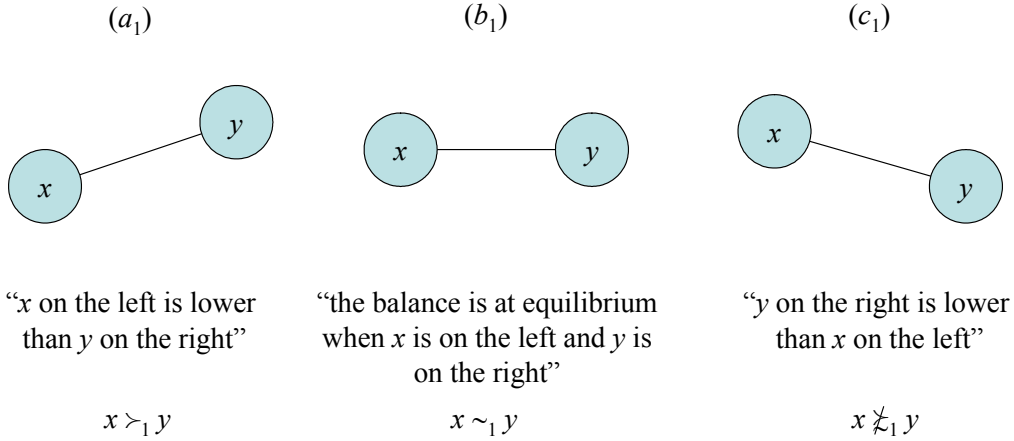 (a₁) (b₁) (c₁)
x y
x y
x y
“x on the left is lower
than y on the right”
“the balance is at equilibrium
when x is on the left and y is
on the right”
“y on the right is lower
than x on the left”
x ≻₁ y
x ~₁ y
x ⋡₁ y